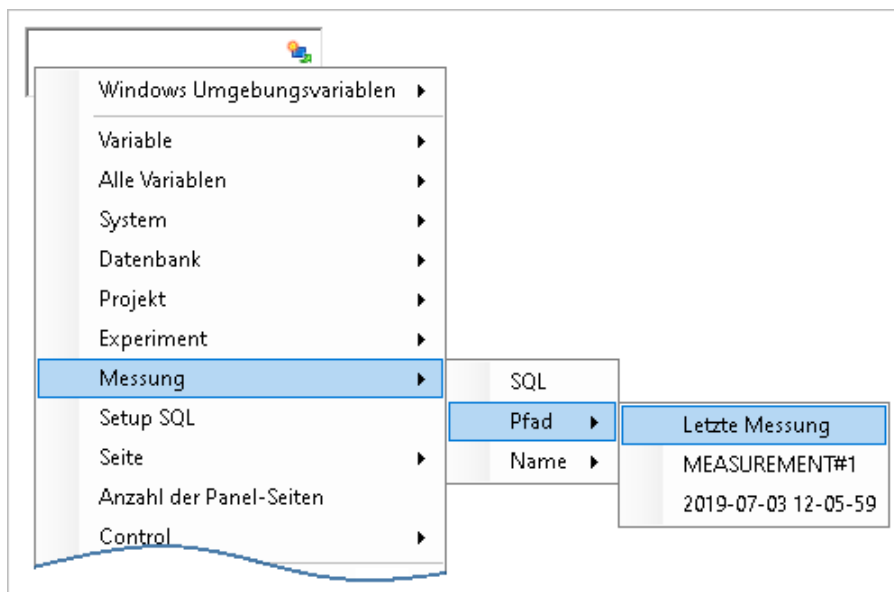 Windows Umgebungsvariablen
Variable
Alle Variablen
System
Datenbank
Projekt
Experiment
Messung
Setup SQL
Seite
Anzahl der Panel-Seiten
Control
SQL
Pfad
Name
Letzte Messung
MEASUREMENT#1
2019-07-03 12-05-59